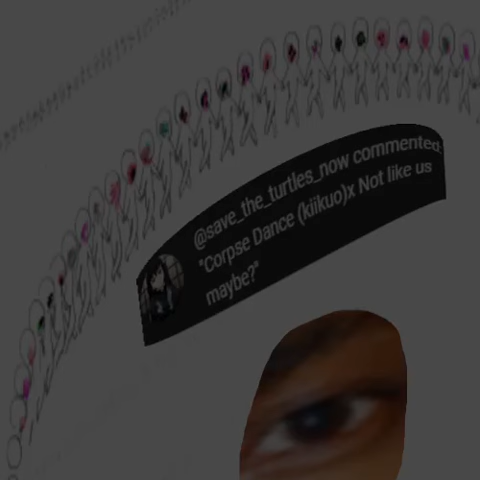 @save_the_turtles_now commented:
"Corpse Dance (kiikuo)x Not like us
maybe?"